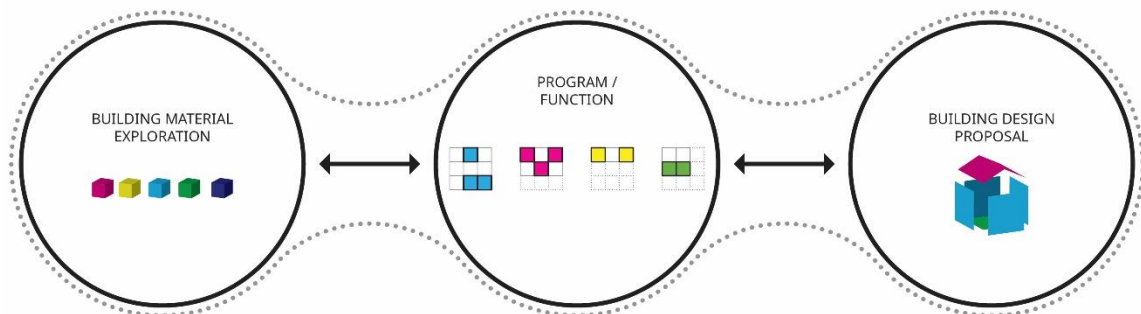 BUILDING MATERIAL
EXPLORATION
PROGRAM /
FUNCTION
BUILDING DESIGN
PROPOSAL